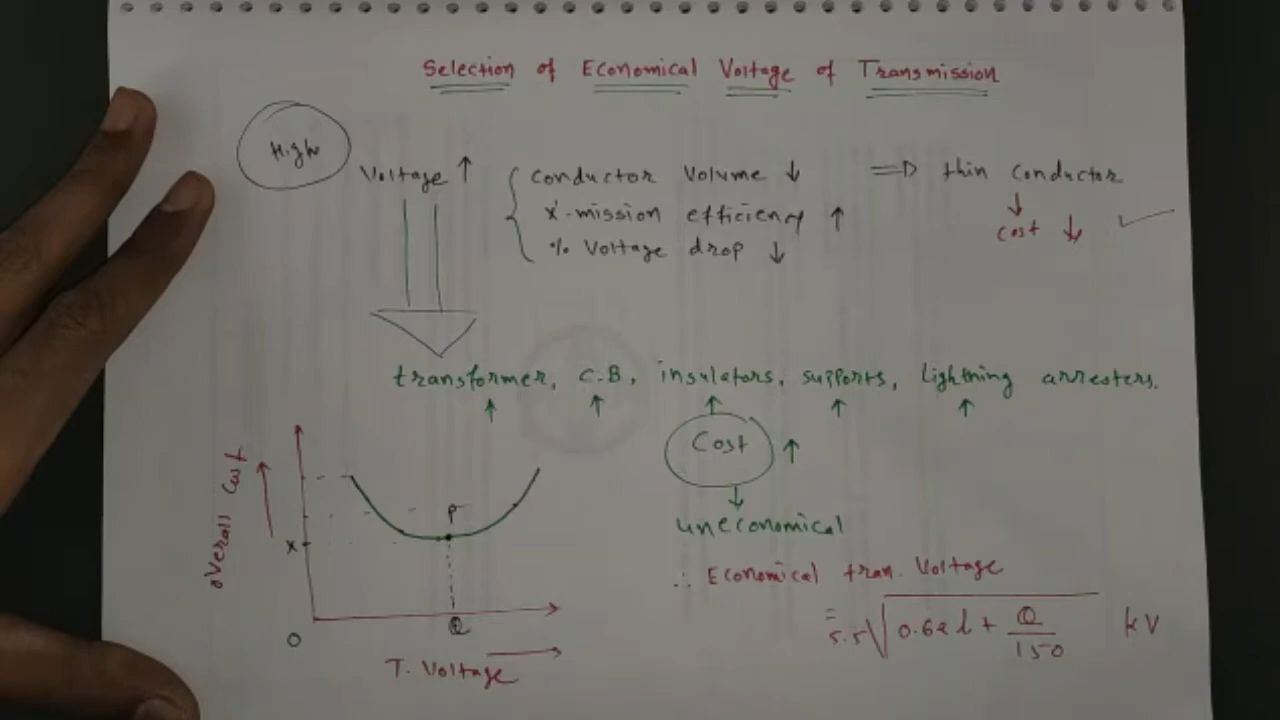 Selection of Economical Voltage of Transmission
High
Voltage ↑
Conductor Volume ↓ ⇒ thin Conductor
x'-mission efficiency ↑
% Voltage drop ↓
↓
Cost ↓ ✓
transformer, C.B, insulators, supports, Lightning arresters.
↑ ↑ ↑ ↑ ↑
Cost ↑
↓
uneconomical
∴ Economical tran. Voltage
= 5.5√(0.62 l + Q/150) kV
Overall Cost
P
X
O
Q
T. Voltage